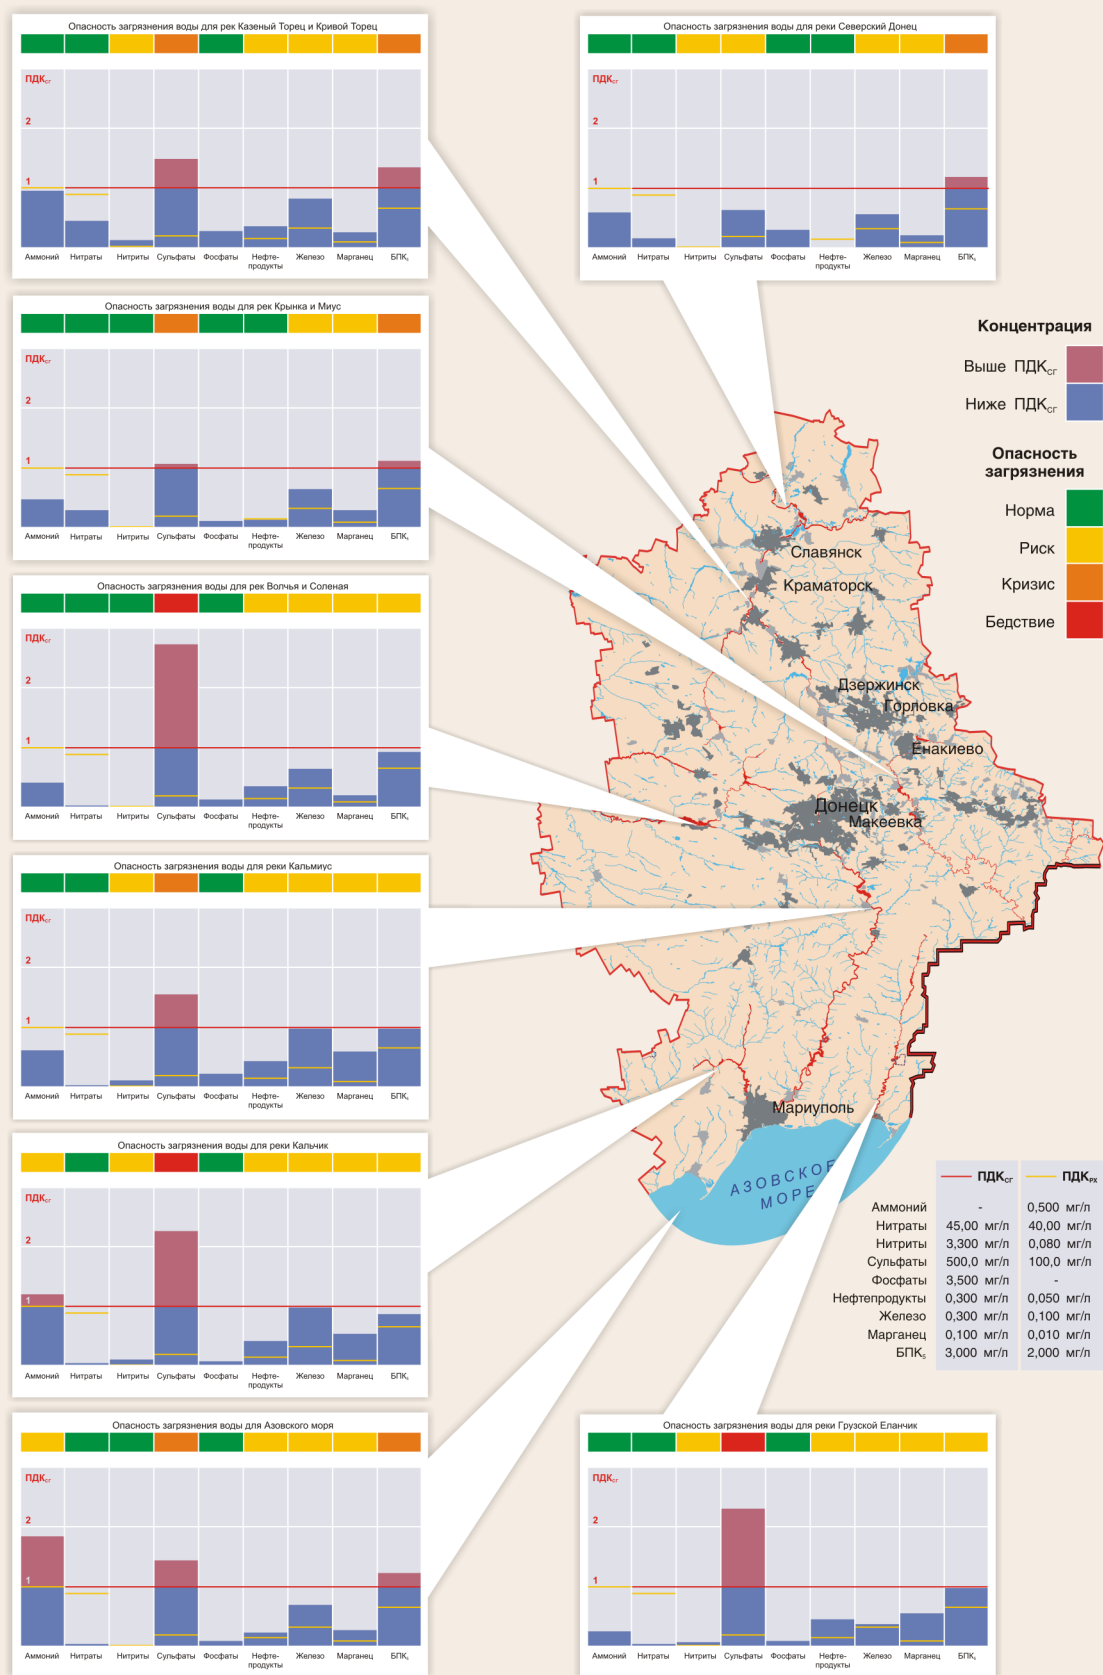 Опасность загрязнения воды для рек Казеный Торец и Кривой Торец
ПДКсг
2
1
Аммоний Нитраты Нитриты Сульфаты Фосфаты Нефте-продукты Железо Марганец БПК₅
Опасность загрязнения воды для реки Северский Донец
ПДКсг
2
1
Аммоний Нитраты Нитриты Сульфаты Фосфаты Нефте-продукты Железо Марганец БПК₅
Опасность загрязнения воды для рек Крынка и Миус
ПДКсг
2
1
Аммоний Нитраты Нитриты Сульфаты Фосфаты Нефте-продукты Железо Марганец БПК₅
Концентрация
Выше ПДКсг
Ниже ПДКсг
Опасность
загрязнения
Норма
Риск
Кризис
Бедствие
Опасность загрязнения воды для рек Волчья и Соленая
ПДКсг
2
1
Аммоний Нитраты Нитриты Сульфаты Фосфаты Нефте-продукты Железо Марганец БПК₅
Славянск
Краматорск
Дзержинск
Горловка
Енакиево
Донецк
Макеевка
Мариуполь
АЗОВСКОЕ
МОРЕ
Опасность загрязнения воды для реки Кальмиус
ПДКсг
2
1
Аммоний Нитраты Нитриты Сульфаты Фосфаты Нефте-продукты Железо Марганец БПК₅
Опасность загрязнения воды для реки Кальчик
ПДКсг
2
1
Аммоний Нитраты Нитриты Сульфаты Фосфаты Нефте-продукты Железо Марганец БПК₅
ПДКсг ПДКрх
Аммоний - 0,500 мг/л
Нитраты 45,00 мг/л 40,00 мг/л
Нитриты 3,300 мг/л 0,080 мг/л
Сульфаты 500,0 мг/л 100,0 мг/л
Фосфаты 3,500 мг/л -
Нефтепродукты 0,300 мг/л 0,050 мг/л
Железо 0,300 мг/л 0,100 мг/л
Марганец 0,100 мг/л 0,010 мг/л
БПК₅ 3,000 мг/л 2,000 мг/л
Опасность загрязнения воды для Азовского моря
ПДКсг
2
1
Аммоний Нитраты Нитриты Сульфаты Фосфаты Нефте-продукты Железо Марганец БПК₅
Опасность загрязнения воды для реки Грузской Еланчик
ПДКсг
2
1
Аммоний Нитраты Нитриты Сульфаты Фосфаты Нефте-продукты Железо Марганец БПК₅